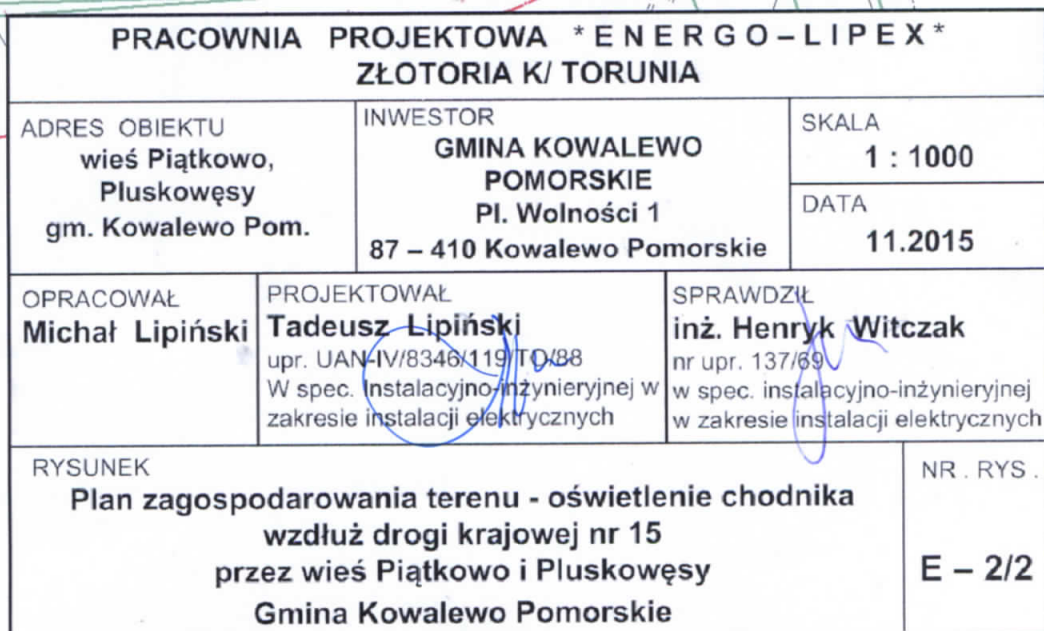 PRACOWNIA PROJEKTOWA *ENERGO–LIPEX*
ZŁOTORIA K/ TORUNIA
ADRES OBIEKTU
wieś Piątkowo,
Pluskowęsy
gm. Kowalewo Pom.
INWESTOR
GMINA KOWALEWO
POMORSKIE
Pl. Wolności 1
87 – 410 Kowalewo Pomorskie
SKALA
1 : 1000
DATA
11.2015
OPRACOWAŁ
Michał Lipiński
PROJEKTOWAŁ
Tadeusz Lipiński
upr. UAN-IV/8346/119/TO/88
W spec. Instalacyjno-inżynieryjnej w
zakresie instalacji elektrycznych
SPRAWDZIŁ
inż. Henryk Witczak
nr upr. 137/69
w spec. instalacyjno-inżynieryjnej
w zakresie instalacji elektrycznych
RYSUNEK
Plan zagospodarowania terenu - oświetlenie chodnika
wzdłuż drogi krajowej nr 15
przez wieś Piątkowo i Pluskowęsy
Gmina Kowalewo Pomorskie
NR . RYS .
E – 2/2